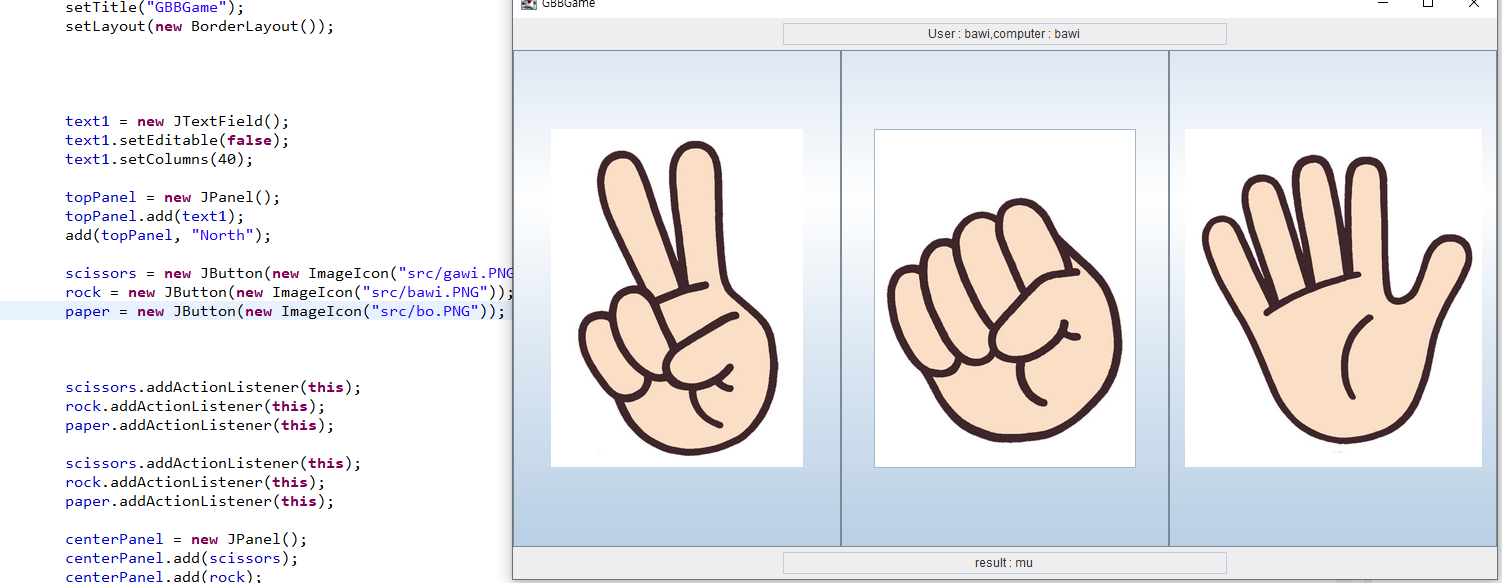 setTitle("GBBGame");
setLayout(new BorderLayout());
text1 = new JTextField();
text1.setEditable(false);
text1.setColumns(40);
topPanel = new JPanel();
topPanel.add(text1);
add(topPanel, "North");
scissors = new JButton(new ImageIcon("src/gawi.PNG
rock = new JButton(new ImageIcon("src/bawi.PNG"));
paper = new JButton(new ImageIcon("src/bo.PNG"));
scissors.addActionListener(this);
rock.addActionListener(this);
paper.addActionListener(this);
scissors.addActionListener(this);
rock.addActionListener(this);
paper.addActionListener(this);
centerPanel = new JPanel();
centerPanel.add(scissors);
centerPanel.add(rock);
GBBGame
User : bawi,computer : bawi
result : mu